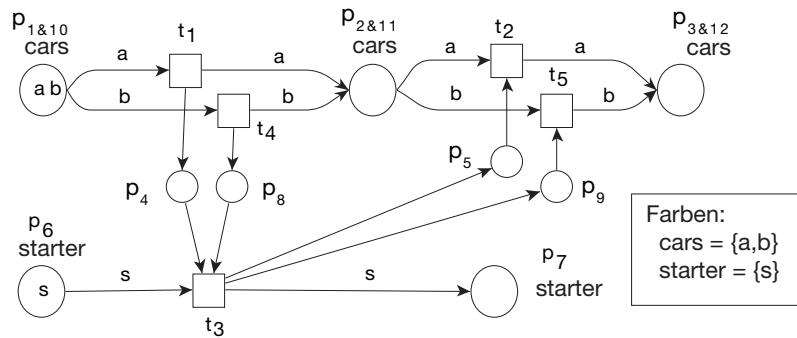 p1&10
cars
a b
a
b
t1
t4
a
b
p2&11
cars
a
b
t2
t5
a
b
p3&12
cars
p4
p8
p5
p9
p6
starter
s
s
t3
s
p7
starter
Farben:
cars = {a,b}
starter = {s}